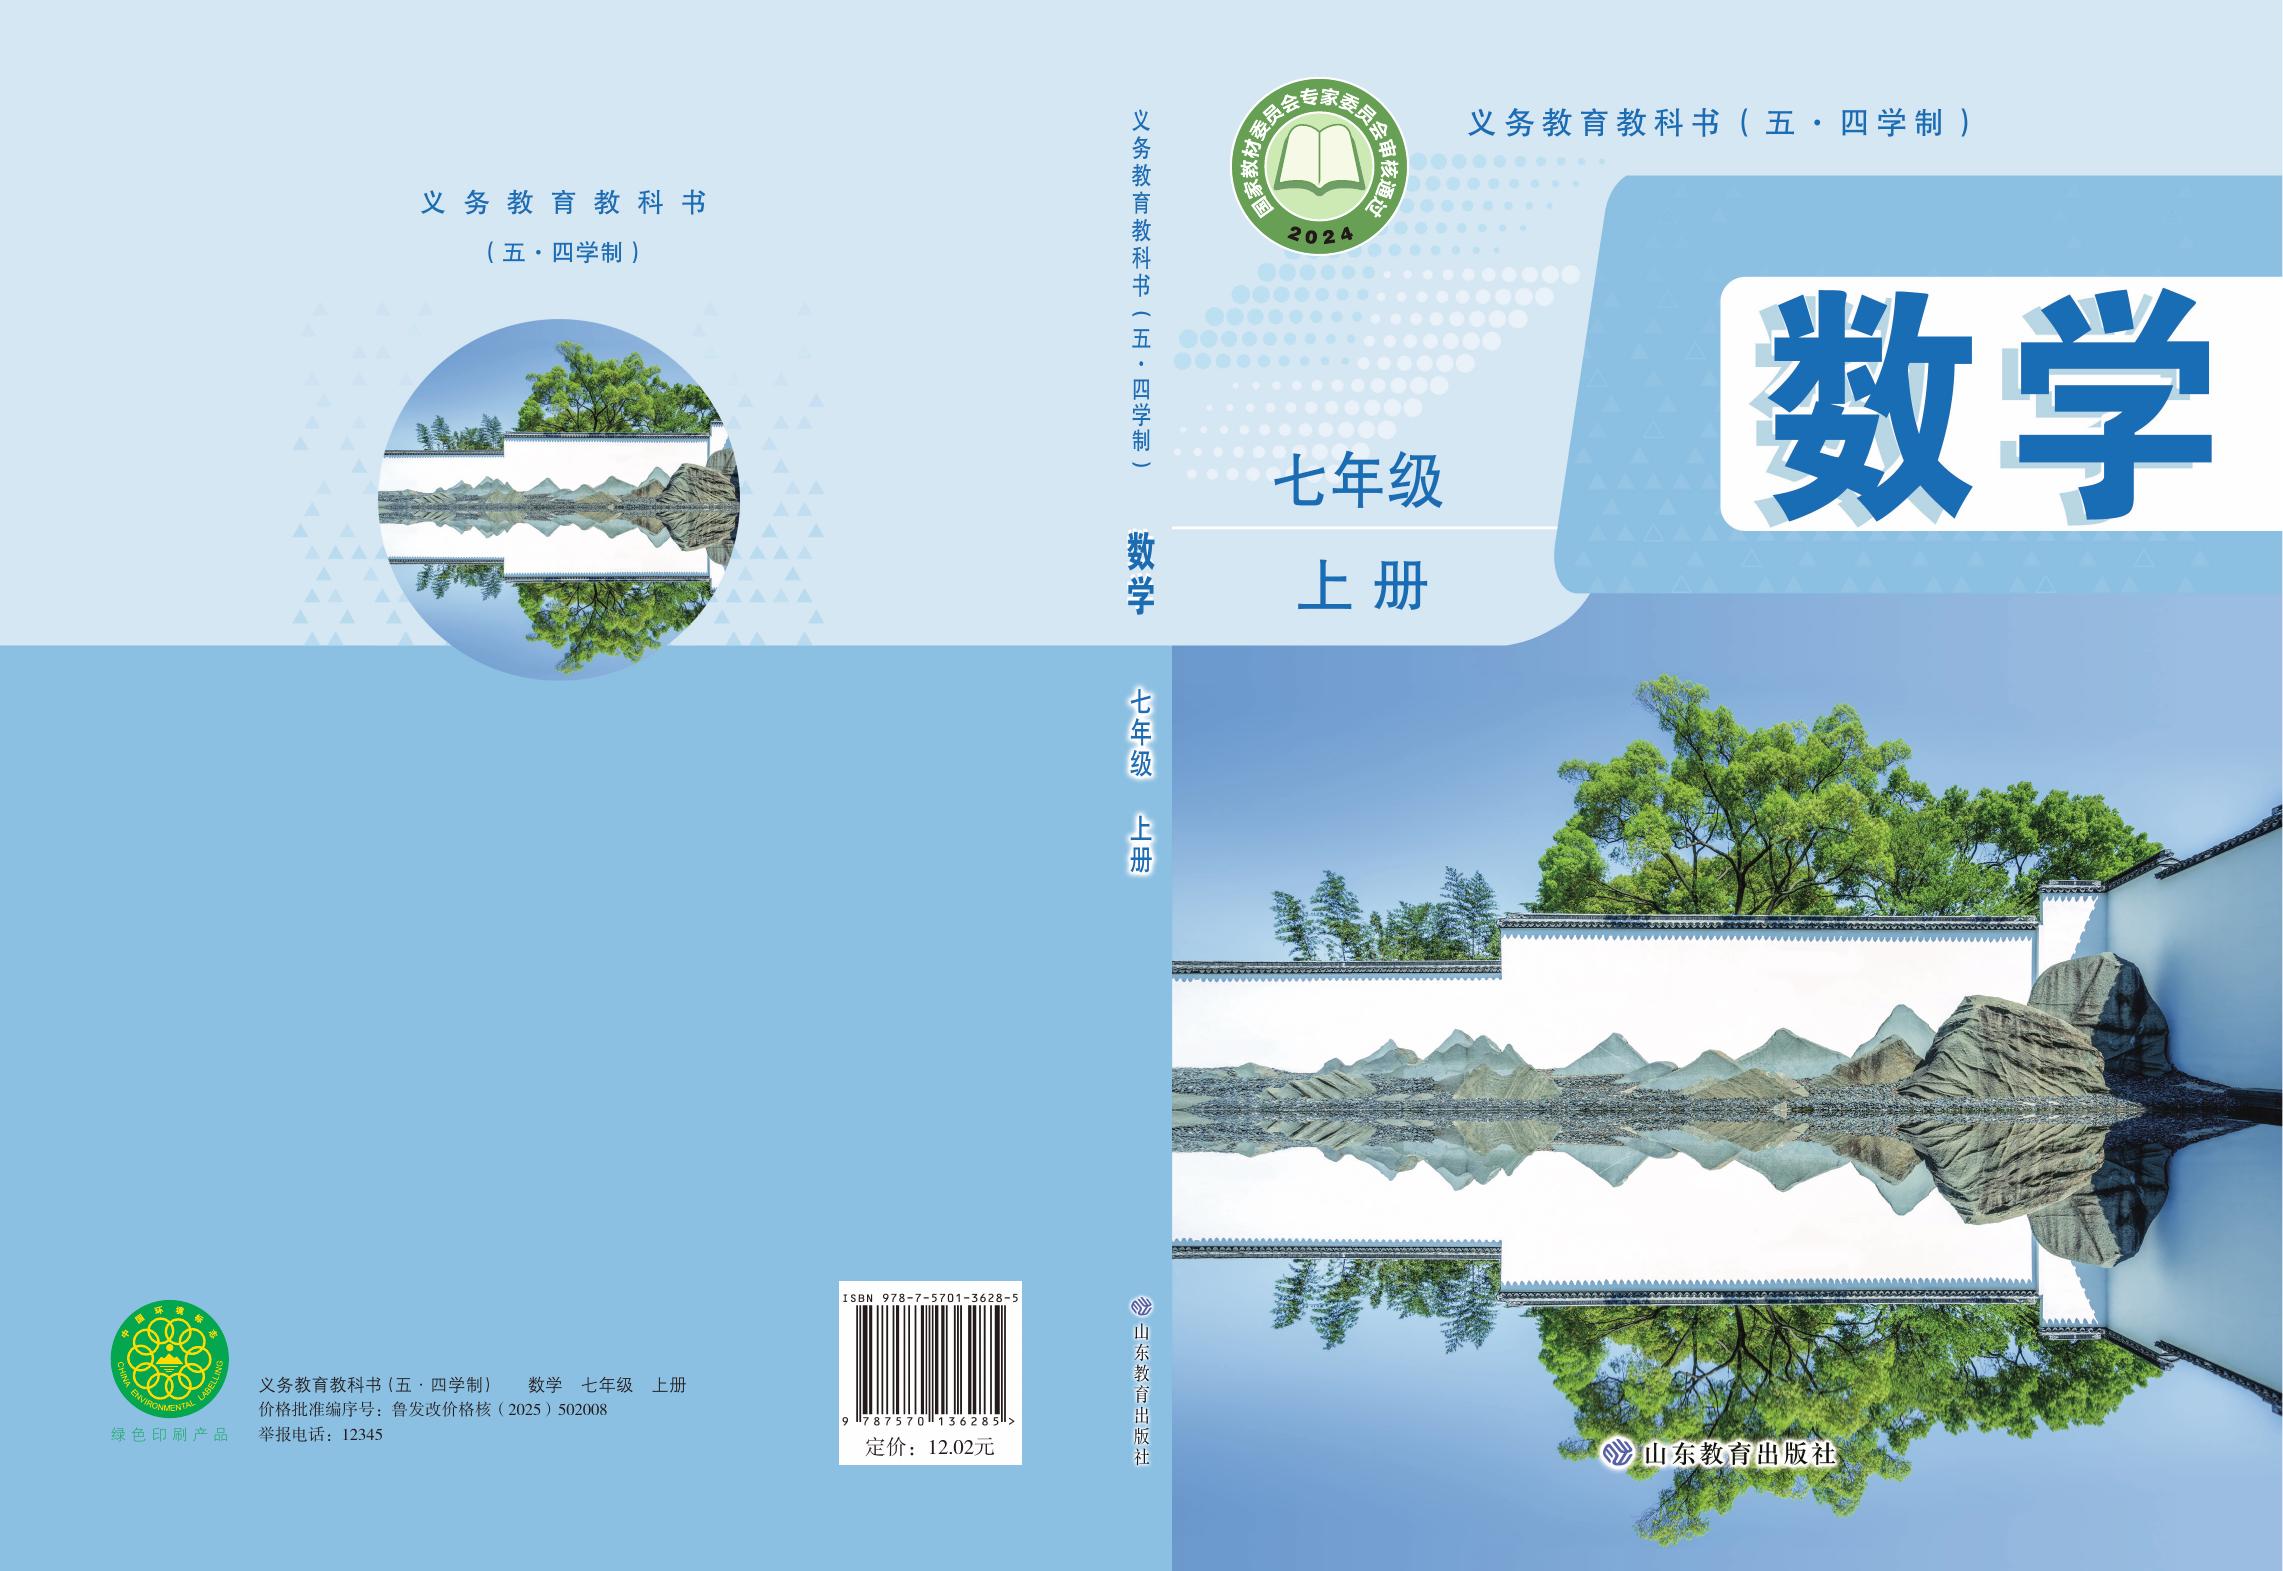 义务教育教科书
（五·四学制）
中国环境标志
CHINA ENVIRONMENTAL LABELLING
绿色印刷产品
义务教育教科书（五·四学制） 数学 七年级 上册
价格批准编序号：鲁发改价格核（2025）502008
举报电话：12345
ISBN 978-7-5701-3628-5
9 787570 136285 >
定价：12.02元
义务教育教科书（五·四学制） 数学 七年级 上册
山东教育出版社
国家教材委员会专家委员会审核通过
2024
义务教育教科书（五·四学制）
数学
七年级
上册
山东教育出版社